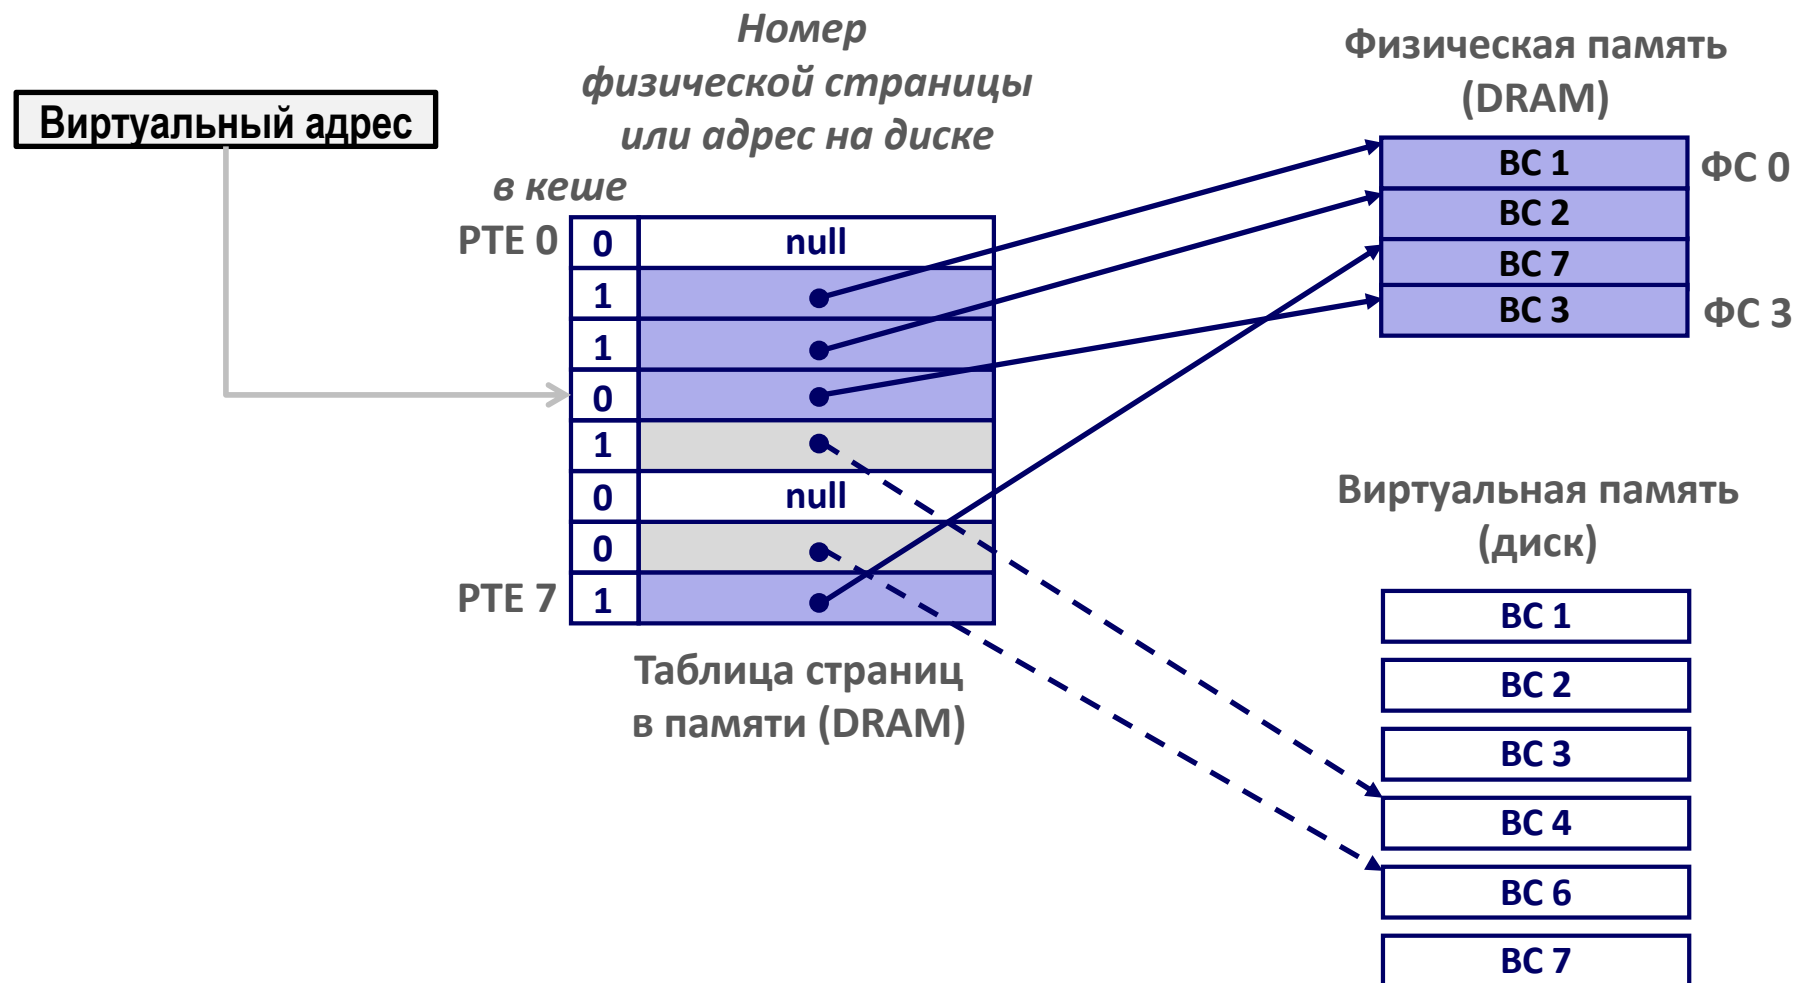 Номер
физической страницы
или адрес на диске
Физическая память
(DRAM)
Виртуальный адрес
в кеше
PTE 0
0
null
1
1
0
1
0
null
0
PTE 7
1
Таблица страниц
в памяти (DRAM)
ВС 1
ФС 0
ВС 2
ВС 7
ВС 3
ФС 3
Виртуальная память
(диск)
ВС 1
ВС 2
ВС 3
ВС 4
ВС 6
ВС 7